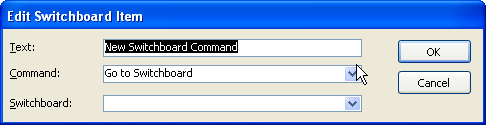 Edit Switchboard Item
Text: New Switchboard Command
OK
Command: Go to Switchboard
Cancel
Switchboard: